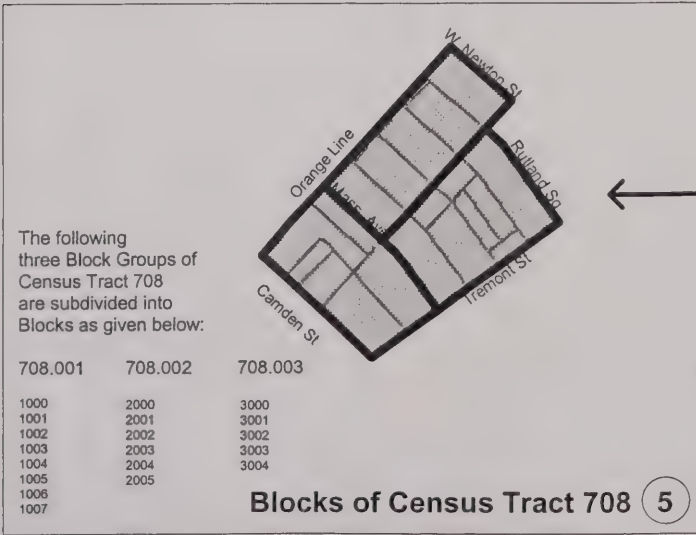 W. Newton St
Rutland Sq
Orange Line
Mass. Ave
Tremont St
Camden St
The following
three Block Groups of
Census Tract 708
are subdivided into
Blocks as given below:
708.001 708.002 708.003
1000 2000 3000
1001 2001 3001
1002 2002 3002
1003 2003 3003
1004 2004 3004
1005 2005
1006
1007
Blocks of Census Tract 708 5